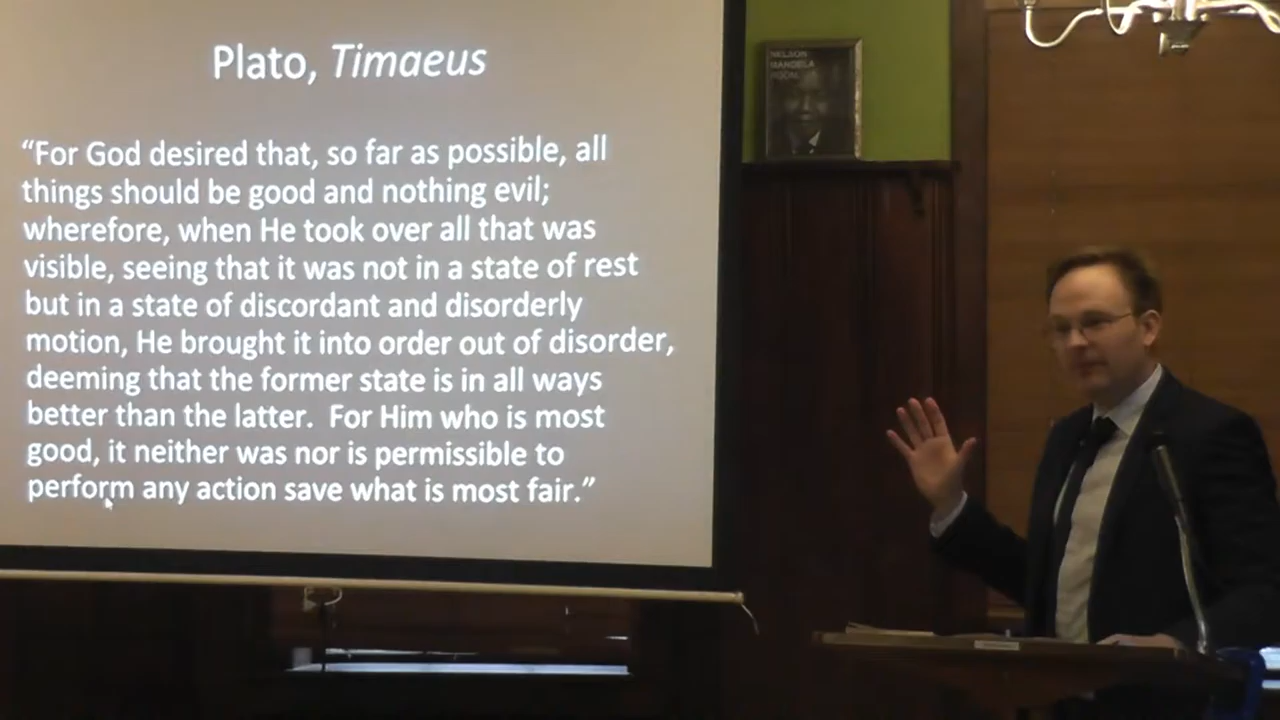 Plato, Timaeus
“For God desired that, so far as possible, all
things should be good and nothing evil;
wherefore, when He took over all that was
visible, seeing that it was not in a state of rest
but in a state of discordant and disorderly
motion, He brought it into order out of disorder,
deeming that the former state is in all ways
better than the latter.  For Him who is most
good, it neither was nor is permissible to
perform any action save what is most fair.”
NELSON
MANDELA